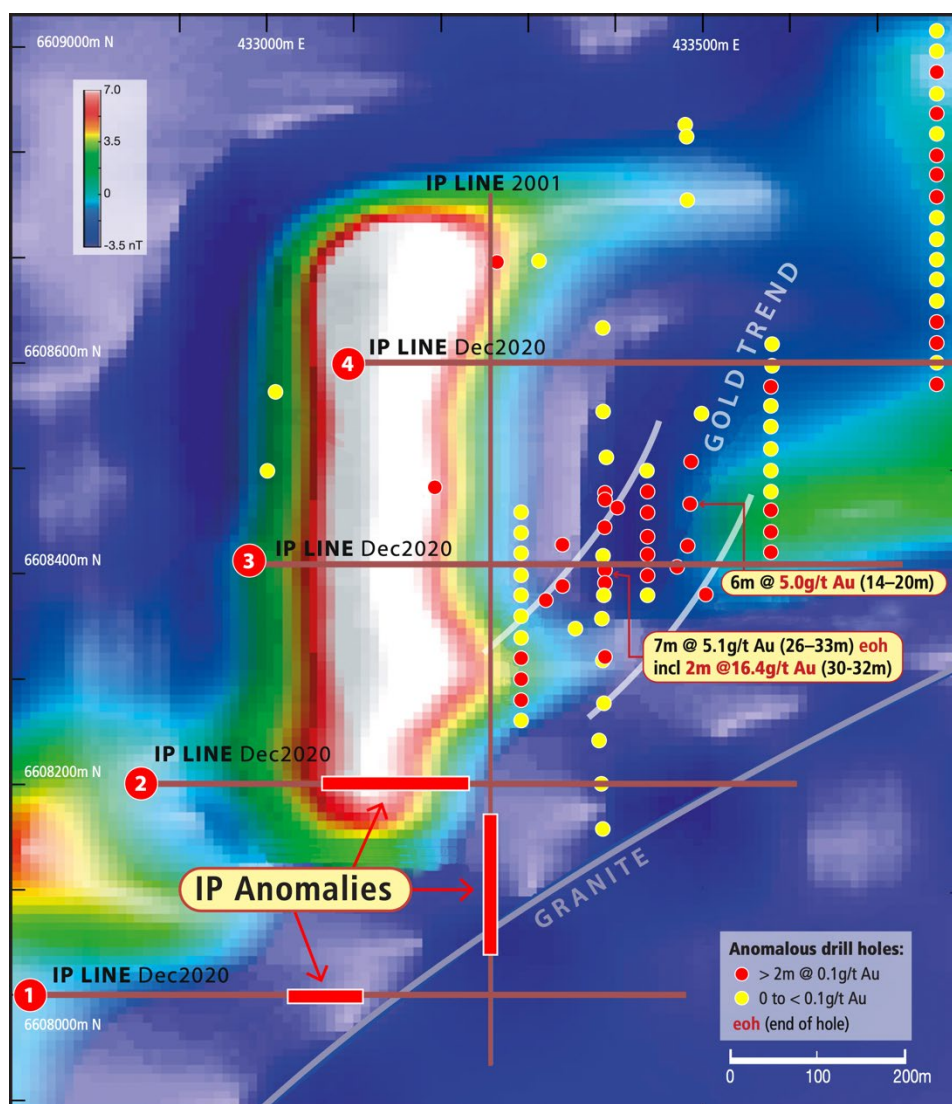 6609000m N
433000m E
433500m E
7.0
3.5
0
-3.5 nT
IP LINE 2001
GOLD TREND
IP LINE Dec2020
6608600m N
4
IP LINE Dec2020
3
6608400m N
6m @ 5.0g/t Au (14–20m)
7m @ 5.1g/t Au (26–33m) eoh
incl 2m @16.4g/t Au (30-32m)
IP LINE Dec2020
6608200m N
2
IP Anomalies
GRANITE
IP LINE Dec2020
1
6608000m N
Anomalous drill holes:
> 2m @ 0.1g/t Au
0 to < 0.1g/t Au
eoh (end of hole)
0 100 200m